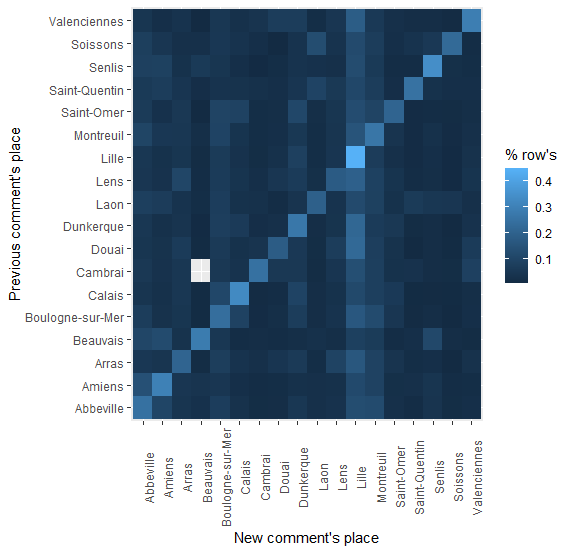 Previous comment's place
Valenciennes
Soissons
Senlis
Saint-Quentin
Saint-Omer
Montreuil
Lille
Lens
Laon
Dunkerque
Douai
Cambrai
Calais
Boulogne-sur-Mer
Beauvais
Arras
Amiens
Abbeville
% row's
0.4
0.3
0.2
0.1
Abbeville
Amiens
Arras
Beauvais
Boulogne-sur-Mer
Calais
Cambrai
Douai
Dunkerque
Laon
Lens
Lille
Montreuil
Saint-Omer
Saint-Quentin
Senlis
Soissons
Valenciennes
New comment's place